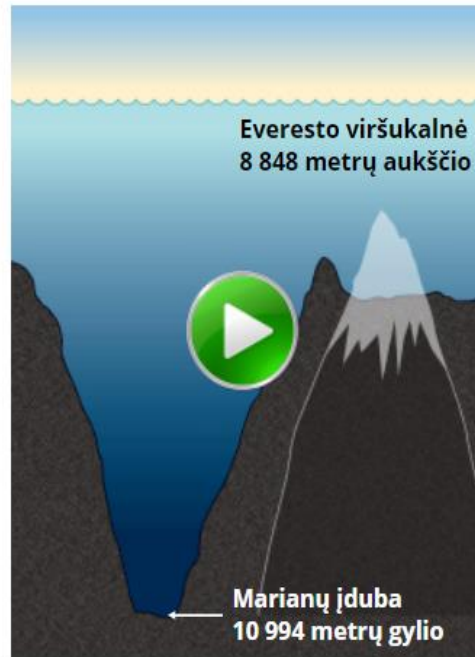 Everesto viršukalnė
8 848 metrų aukščio
Marianų įduba
10 994 metrų gylio